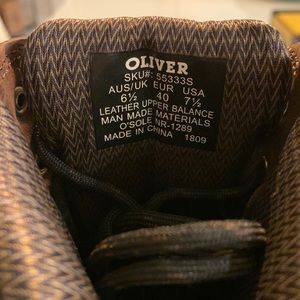 OLIVER
SKU#: 55333S
AUS/UK EUR USA
6½ 40 7½
LEATHER UPPER BALANCE
MAN MADE MATERIALS
O'SOLE NR-1289
MADE IN CHINA 1809